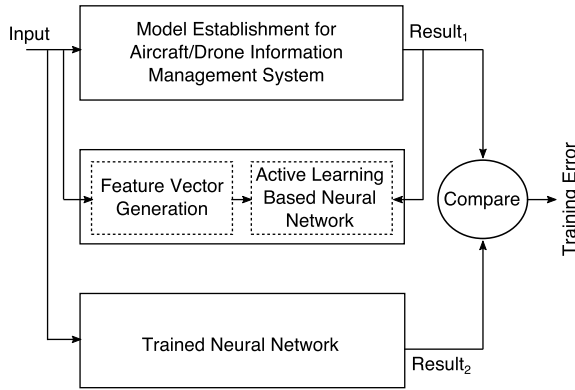 Input
Model Establishment for
Aircraft/Drone Information
Management System
Result₁
Feature Vector
Generation
Active Learning
Based Neural
Network
Compare
Training Error
Trained Neural Network
Result₂